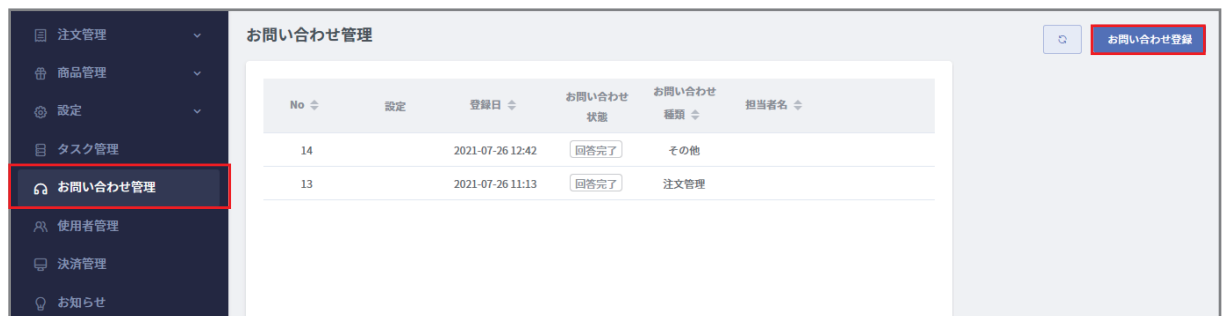 注文管理
商品管理
設定
タスク管理
お問い合わせ管理
使用者管理
決済管理
お知らせ
お問い合わせ管理
お問い合わせ登録
No 設定 登録日 お問い合わせ状態 お問い合わせ種類 担当者名
14 2021-07-26 12:42 回答完了 その他
13 2021-07-26 11:13 回答完了 注文管理